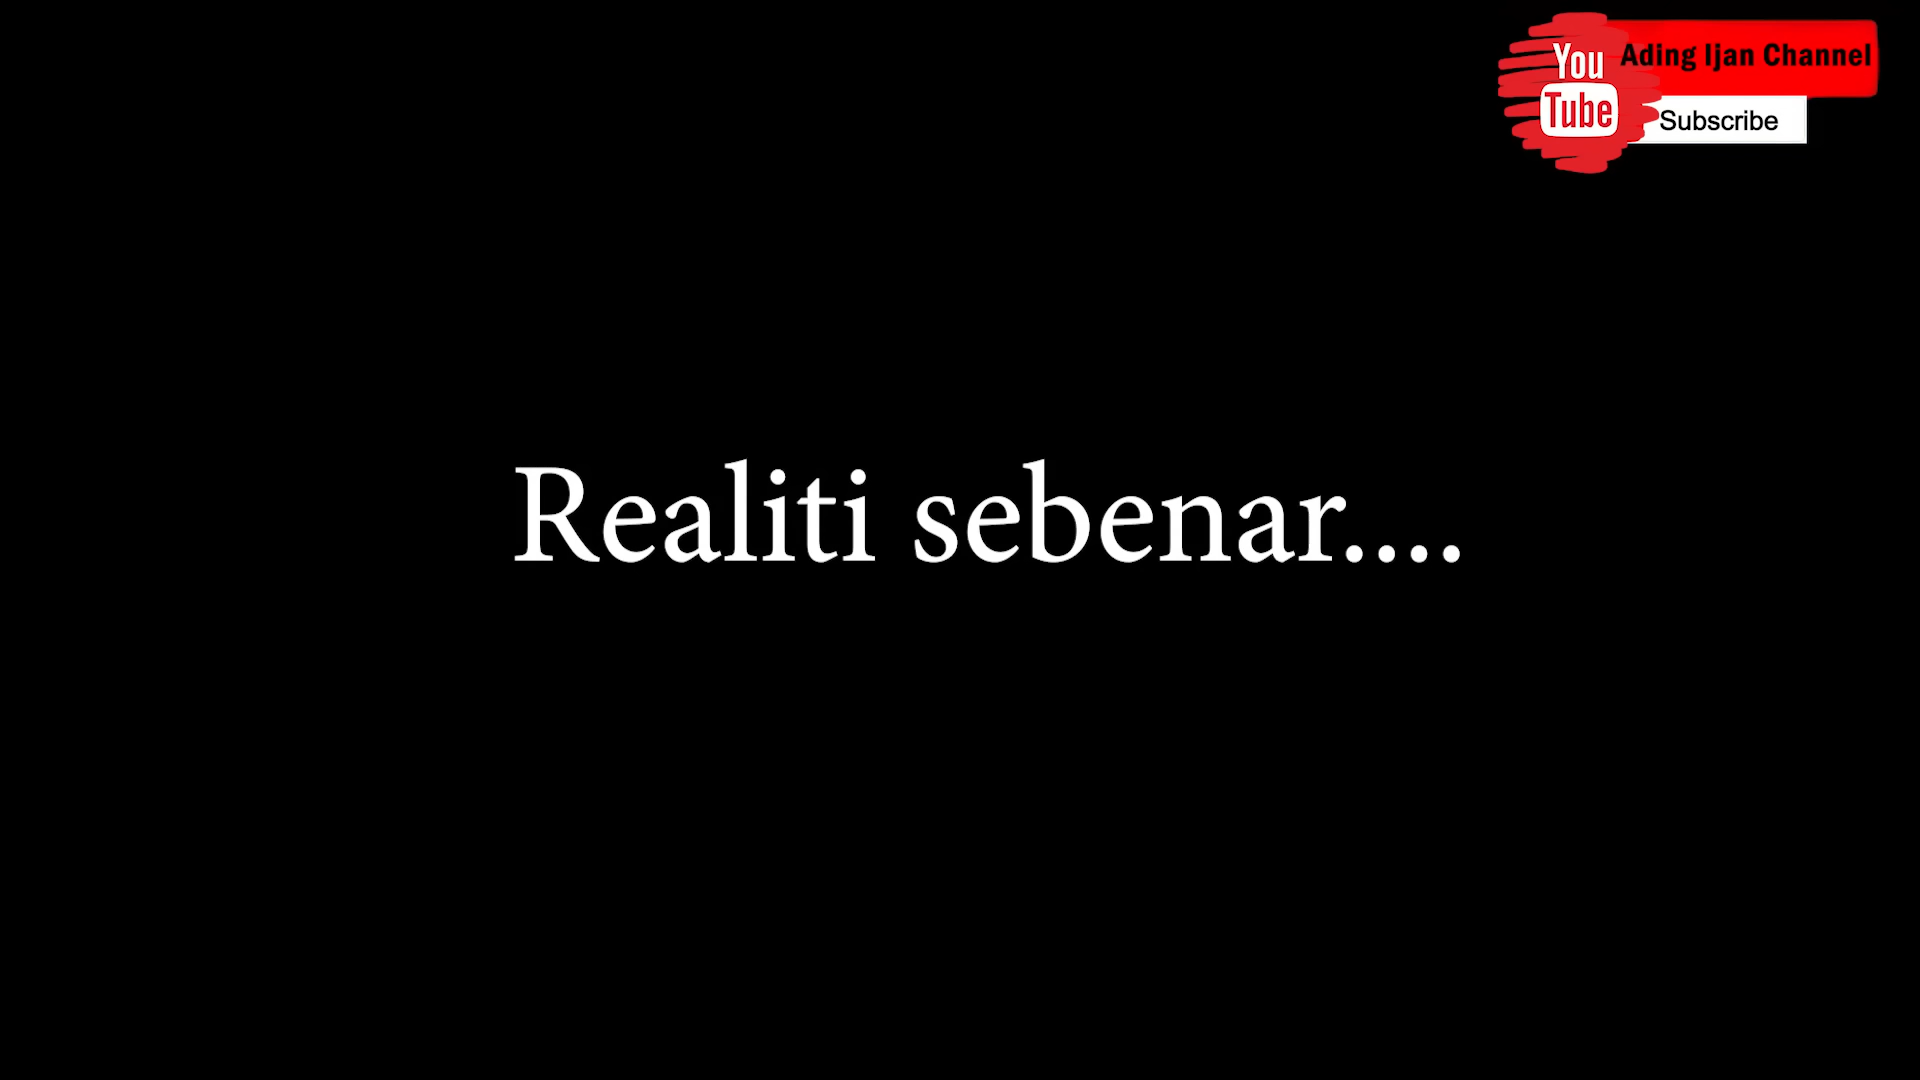 You
Tube
Ading Ijan Channel
Subscribe
Realiti sebenar....